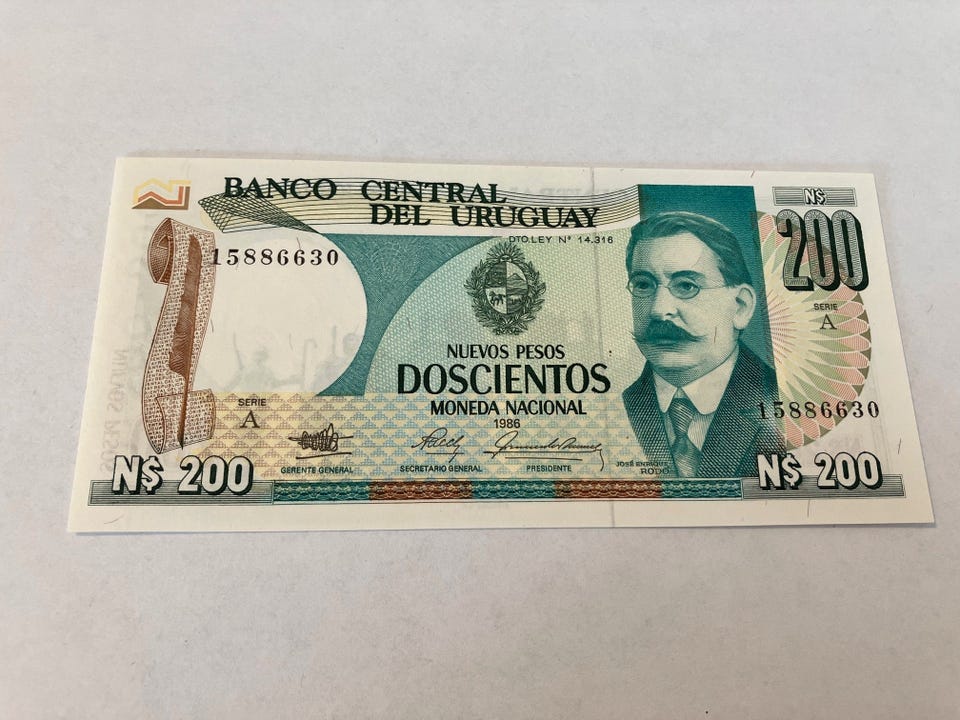 BANCO CENTRAL
DEL URUGUAY
DTO.LEY Nº 14.316
N$
200
15886630
SERIE
A
NUEVOS PESOS
DOSCIENTOS
MONEDA NACIONAL
1986
SERIE
A
15886630
GERENTE GENERAL
SECRETARIO GENERAL
PRESIDENTE
JOSÉ ENRIQUE
RODÓ
N$ 200
N$ 200